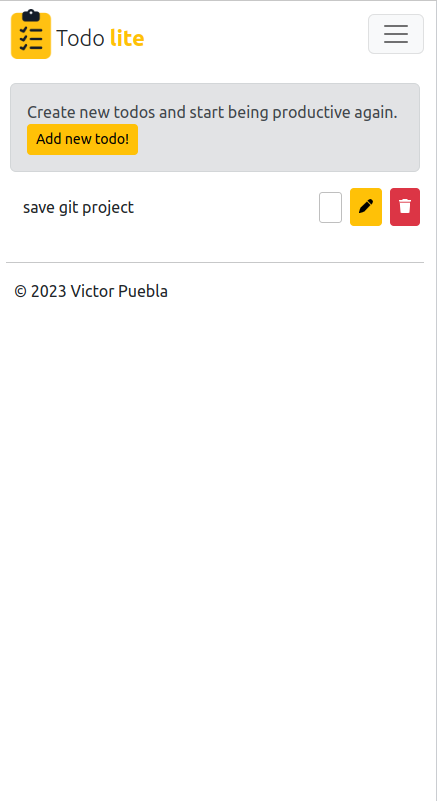 Todo lite
Create new todos and start being productive again.
Add new todo!
save git project
© 2023 Victor Puebla